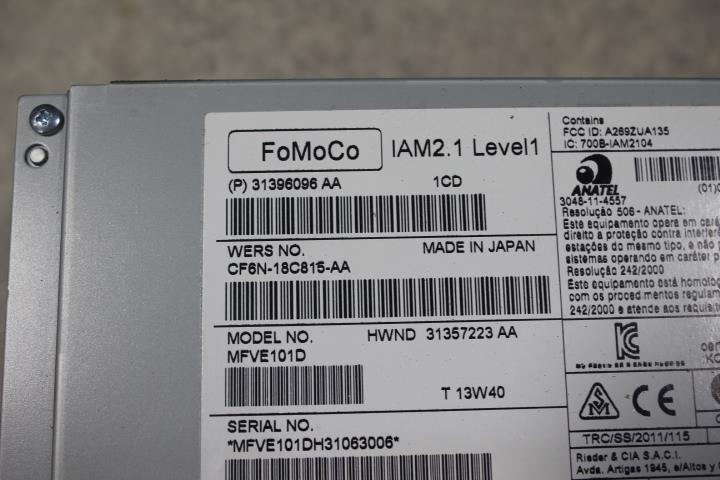 FoMoCo
IAM2.1 Level1
(P) 31396096 AA 1CD
WERS NO. MADE IN JAPAN
CF6N-18C815-AA
MODEL NO. HWND 31357223 AA
MFVE101D
T 13W40
SERIAL NO.
*MFVE101DH31063006*
Contains
FCC ID: A269ZUA135
IC: 700B-IAM2104
ANATEL
3048-11-4557
Resolução 506 - ANATEL:
Este equipamento opera em cará
direito a proteção contra interferê
estações do mesmo tipo, e não p
sistemas operando em caráter p
Resolução 242/2000
Este equipamento está homolog
com os procedimentos regulam
242/2000 e atende aos requisito
TRC/SS/2011/115
Rieder & CIA S.A.C.I.
Avda. Artigas 1945, e/Altos y